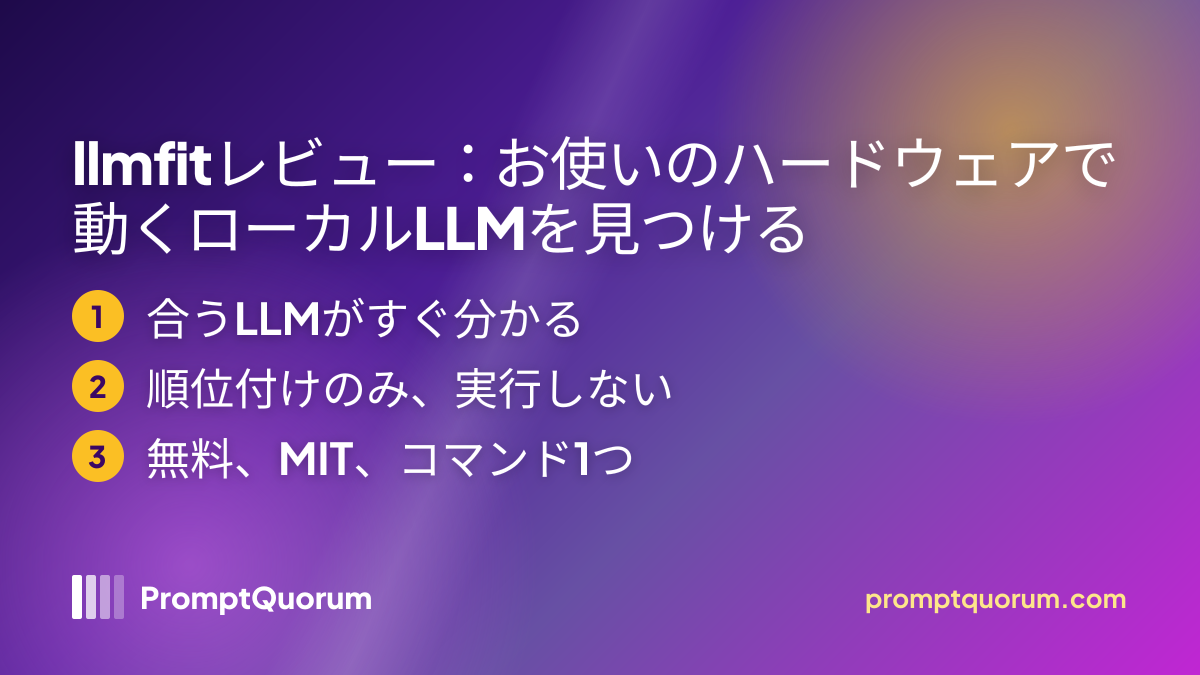 llmfitレビュー：お使いのハードウェアで
動くローカルLLMを見つける
1 合うLLMがすぐ分かる
2 順位付けのみ、実行しない
3 無料、MIT、コマンド1つ
PromptQuorum
promptquorum.com